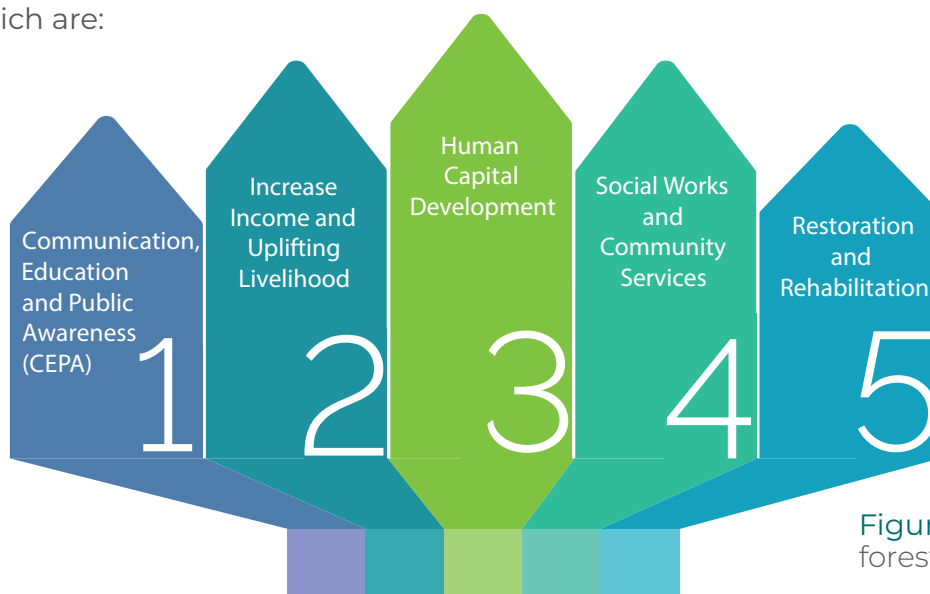 ich are:
Communication,
Education
and Public
Awareness
(CEPA)
1
Increase
Income and
Uplifting
Livelihood
2
Human
Capital
Development
3
Social Works
and
Community
Services
4
Restoration
and
Rehabilitation
5
Figur
forest